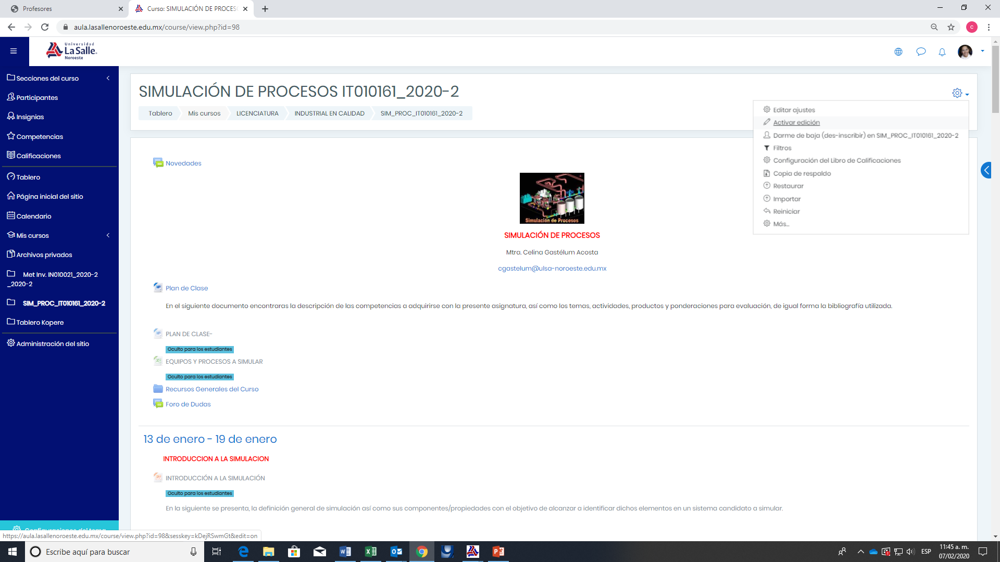 Profesores
Curso: SIMULACIÓN DE PROCESO
aula.lasallenoroeste.edu.mx/course/view.php?id=98
C
Universidad
La Salle
Noroeste
Secciones del curso
Participantes
Insignias
Competencias
Calificaciones
Tablero
Página inicial del sitio
Calendario
Mis cursos
Archivos privados
Met Inv. IN010021_2020-2
_2020-2
SIM_PROC_IT010161_2020-2
Tablero Kopere
Administración del sitio
Configuraciones del tema
SIMULACIÓN DE PROCESOS IT010161_2020-2
Tablero
Mis cursos
LICENCIATURA
INDUSTRIAL EN CALIDAD
SIM_PROC_IT010161_2020-2
Editar ajustes
Activar edición
Darme de baja (des-inscribir) en SIM_PROC_IT010161_2020-2
Filtros
Configuración del Libro de Calificaciones
Copia de respaldo
Restaurar
Importar
Reiniciar
Más...
Novedades
Simulación de Procesos
SIMULACIÓN DE PROCESOS
Mtra. Celina Gastélum Acosta
cgastelum@ulsa-noroeste.edu.mx
Plan de Clase
En el siguiente documento encontraras la descripción de las competencias a adquirirse con la presente asignatura, así como los temas, actividades, productos y ponderaciones para evaluación, de igual forma la bibliografía utilizada.
PLAN DE CLASE-
Oculto para los estudiantes
EQUIPOS Y PROCESOS A SIMULAR
Oculto para los estudiantes
Recursos Generales del Curso
Foro de Dudas
13 de enero - 19 de enero
INTRODUCCION A LA SIMULACION
INTRODUCCIÓN A LA SIMULACIÓN
Oculto para los estudiantes
En la siguiente se presenta, la definición general de simulación así como sus componentes/propiedades con el objetivo de alcanzar a identificar dichos elementos en un sistema candidato a simular.
https://aula.lasallenoroeste.edu.mx/course/view.php?id=98&sesskey=kDejRSwmGt&edit=on
Escribe aquí para buscar
ESP
11:45 a. m.
07/02/2020